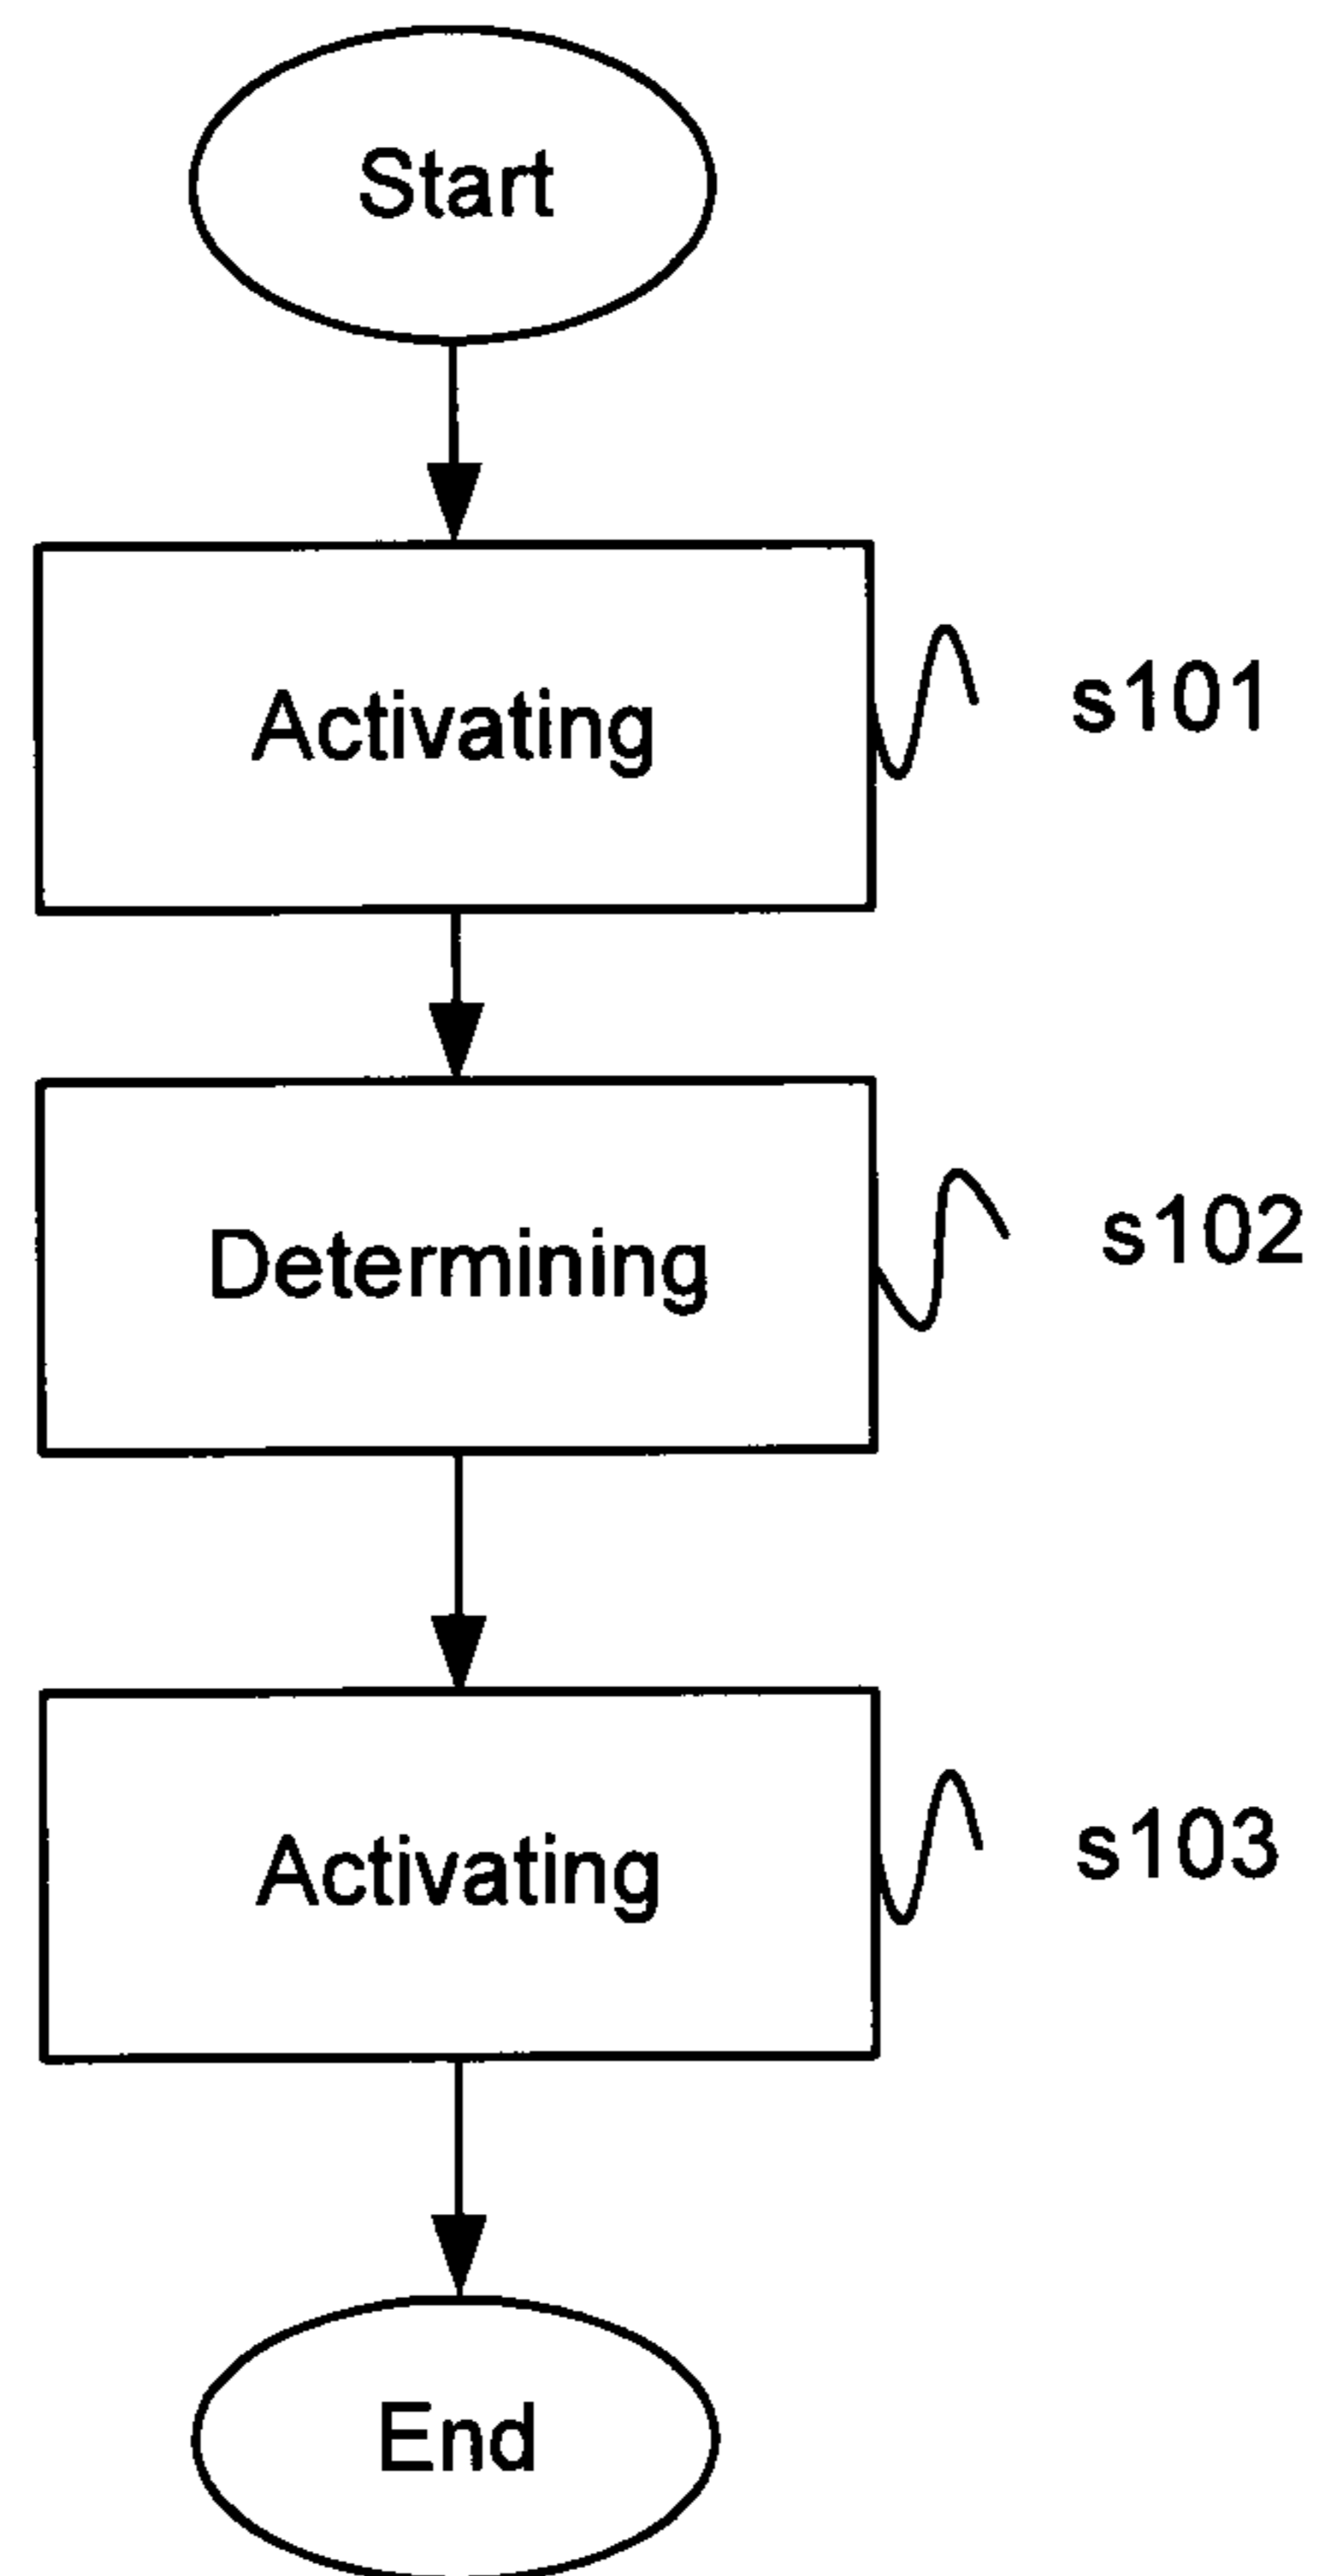 Start
Activating
s101
Determining
s102
Activating
s103
End